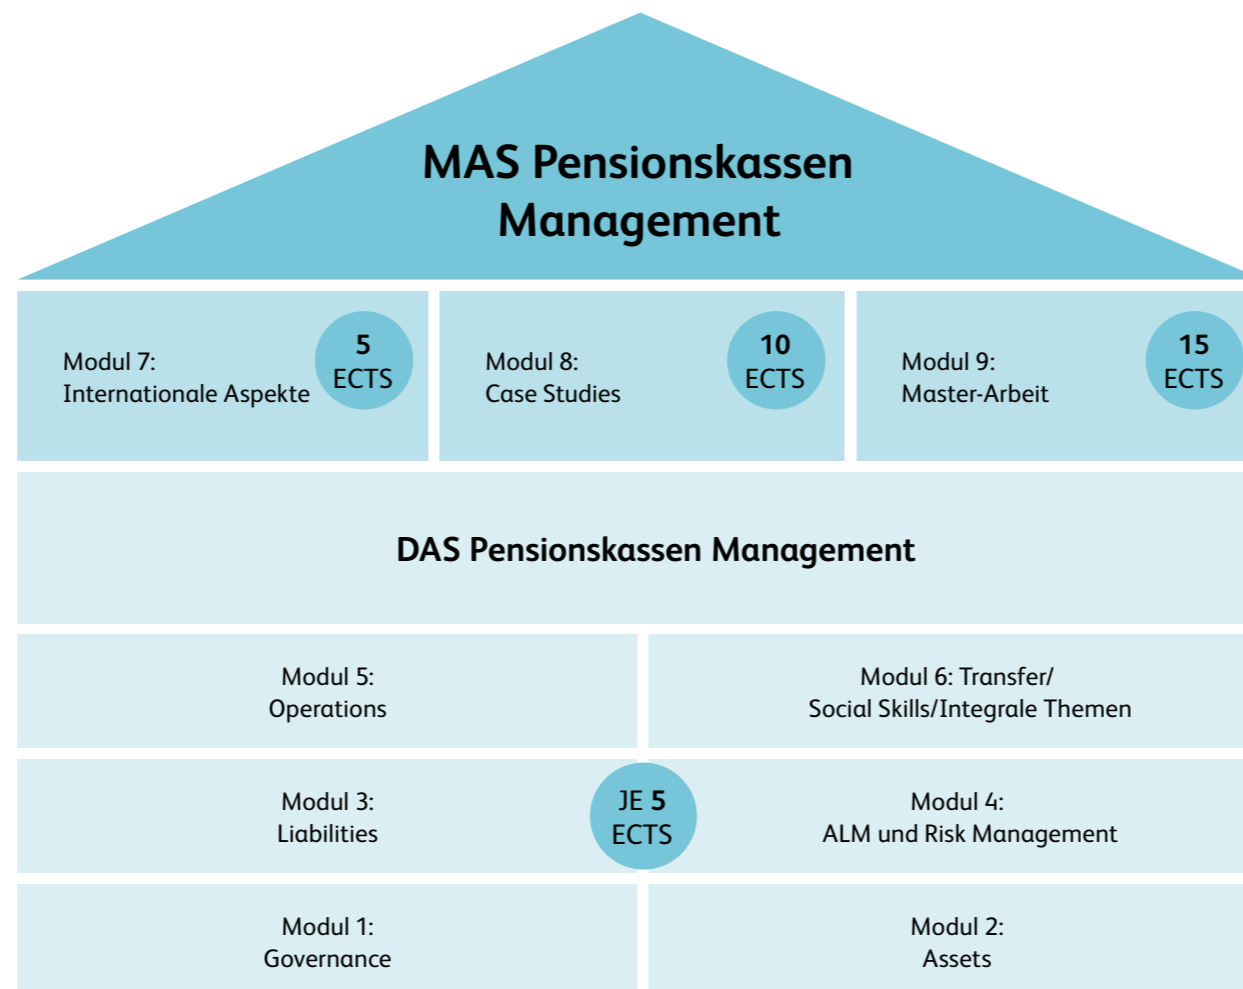 MAS Pensionskassen
Management
Modul 7:
Internationale Aspekte
5
ECTS
Modul 8:
Case Studies
10
ECTS
Modul 9:
Master-Arbeit
15
ECTS
DAS Pensionskassen Management
Modul 5:
Operations
Modul 6: Transfer/
Social Skills/Integrale Themen
Modul 3:
Liabilities
JE 5
ECTS
Modul 4:
ALM und Risk Management
Modul 1:
Governance
Modul 2:
Assets